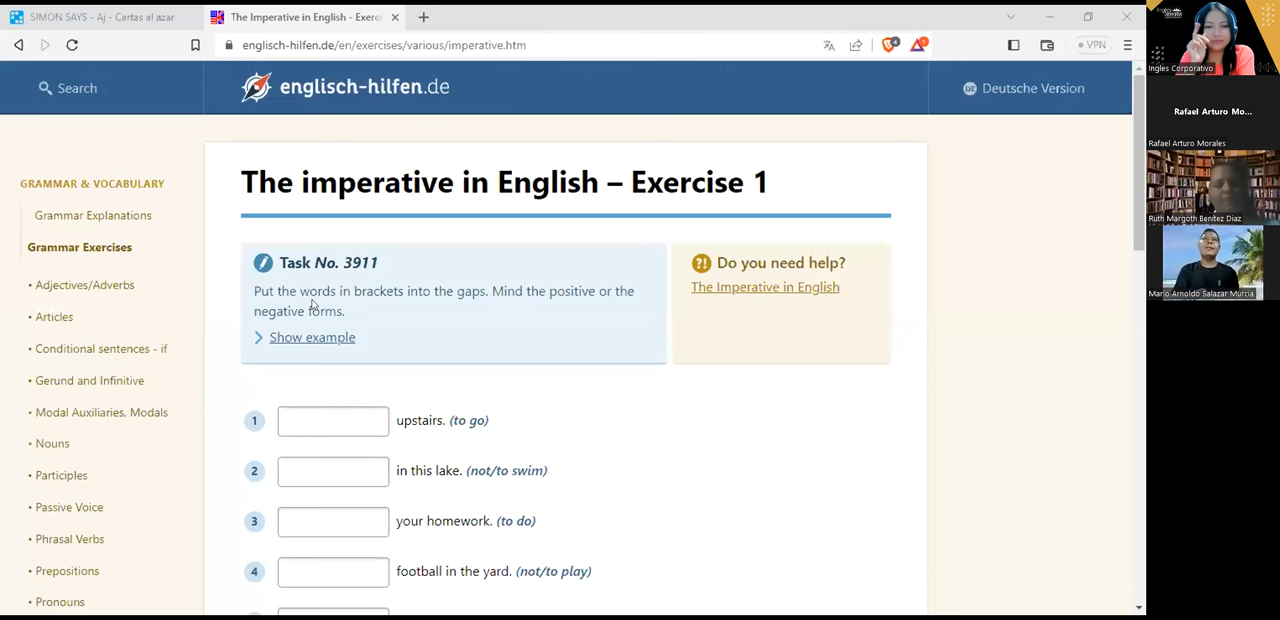 SIMON SAYS - Aj - Cartas al azar
The Imperative in English - Exerci
englisch-hilfen.de/en/exercises/various/imperative.htm
VPN
Search
englisch-hilfen.de
Deutsche Version
GRAMMAR & VOCABULARY
Grammar Explanations
Grammar Exercises
• Adjectives/Adverbs
• Articles
• Conditional sentences - if
• Gerund and Infinitive
• Modal Auxiliaries, Modals
• Nouns
• Participles
• Passive Voice
• Phrasal Verbs
• Prepositions
• Pronouns
The imperative in English – Exercise 1
Task No. 3911
Put the words in brackets into the gaps. Mind the positive or the
negative forms.
Show example
Do you need help?
The Imperative in English
1 upstairs. (to go)
2 in this lake. (not/to swim)
3 your homework. (to do)
4 football in the yard. (not/to play)
Ingles Corporativo
Rafael Arturo Mo...
Rafael Arturo Morales
Ruth Margoth Benitez Diaz
Mario Arnoldo Salazar Murcia